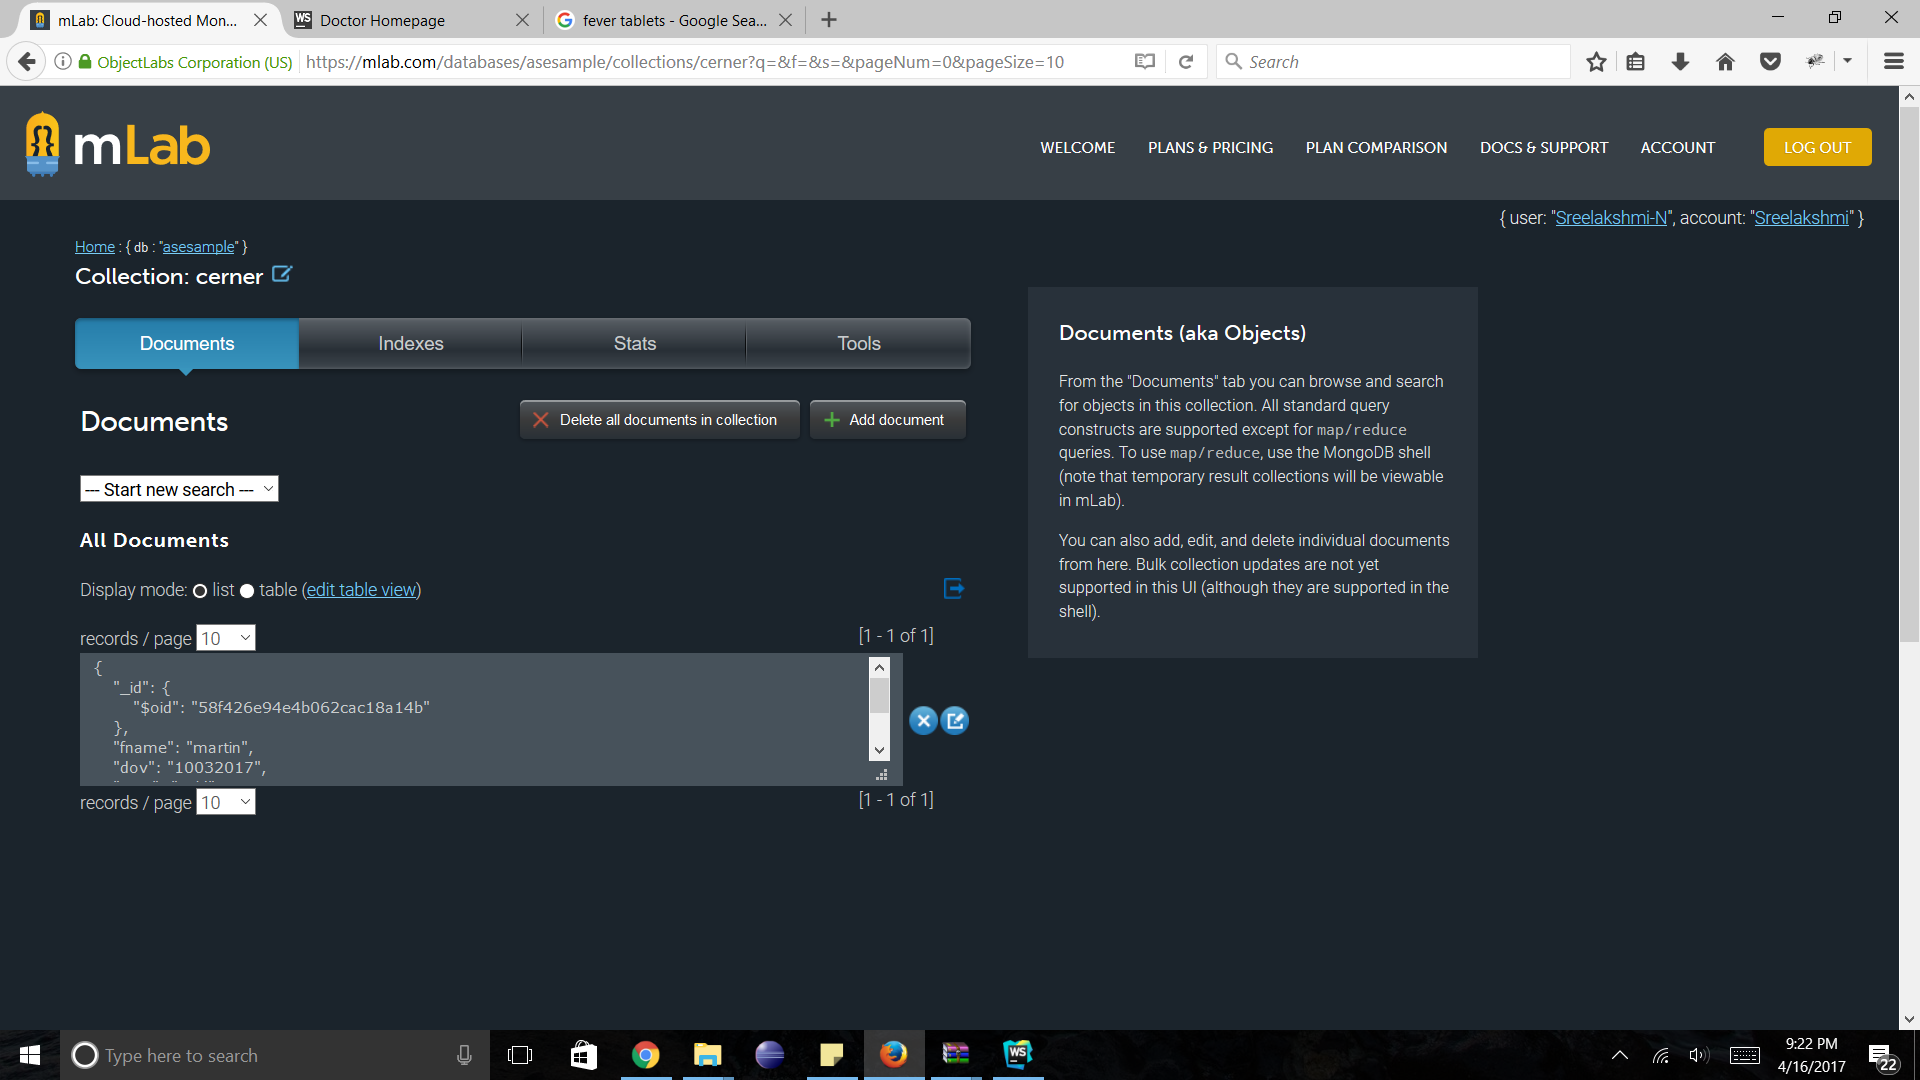 mLab: Cloud-hosted Mon...
Doctor Homepage
fever tablets - Google Sea...
ObjectLabs Corporation (US)
https://mlab.com/databases/asesample/collections/cerner?q=&f=&s=&pageNum=0&pageSize=10
Search
mLab
WELCOME
PLANS & PRICING
PLAN COMPARISON
DOCS & SUPPORT
ACCOUNT
LOG OUT
{ user: "Sreelakshmi-N", account: "Sreelakshmi" }
Home : { db : "asesample" }
Collection: cerner
Documents
Indexes
Stats
Tools
Documents
Delete all documents in collection
Add document
--- Start new search ---
All Documents
Display mode: list table (edit table view)
records / page 10
[1 - 1 of 1]
{
"_id": {
"$oid": "58f426e94e4b062cac18a14b"
},
"fname": "martin",
"dov": "10032017",
records / page 10
[1 - 1 of 1]
Documents (aka Objects)
From the "Documents" tab you can browse and search
for objects in this collection. All standard query
constructs are supported except for map/reduce
queries. To use map/reduce, use the MongoDB shell
(note that temporary result collections will be viewable
in mLab).
You can also add, edit, and delete individual documents
from here. Bulk collection updates are not yet
supported in this UI (although they are supported in the
shell).
Type here to search
WS
9:22 PM
4/16/2017
22